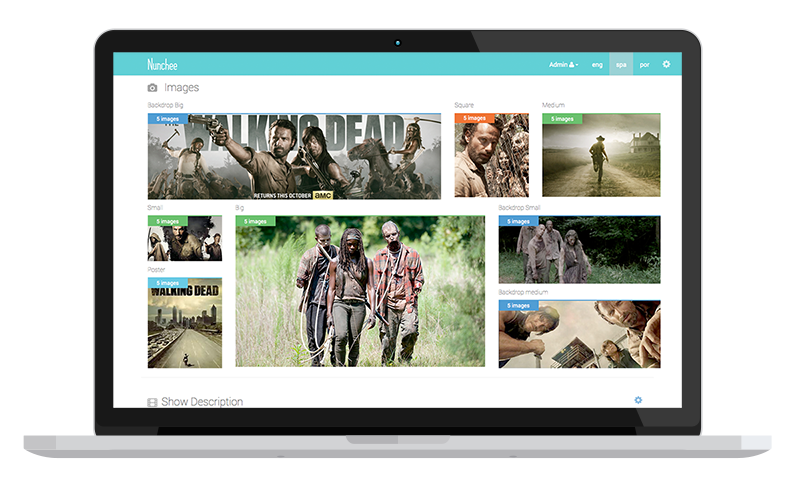 Nunchee
Admin
eng
spa
por
Images
Backdrop Big
5 images
THE
WALKING DEAD
RETURNS THIS OCTOBER aMC
Square
5 images
Medium
5 images
Small
5 images
Big
5 images
Backdrop Small
5 images
Poster
5 images
WALKING DEAD
Backdrop medium
5 images
Show Description